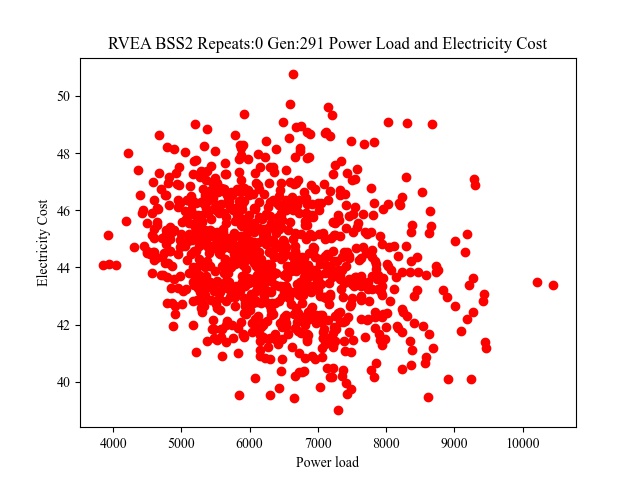 RVEA BSS2 Repeats:0 Gen:291 Power Load and Electricity Cost
Electricity Cost
50
48
46
44
42
40
4000 5000 6000 7000 8000 9000 10000
Power load